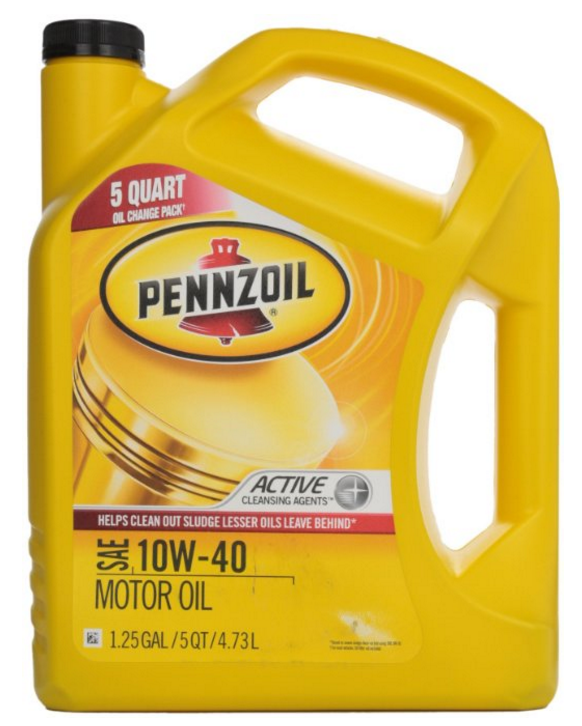 5 QUART
OIL CHANGE PACK†
PENNZOIL
®
ACTIVE
CLEANSING AGENTS™
HELPS CLEAN OUT SLUDGE LESSER OILS LEAVE BEHIND*
SAE 10W-40
MOTOR OIL
1.25 GAL / 5 QT / 4.73 L